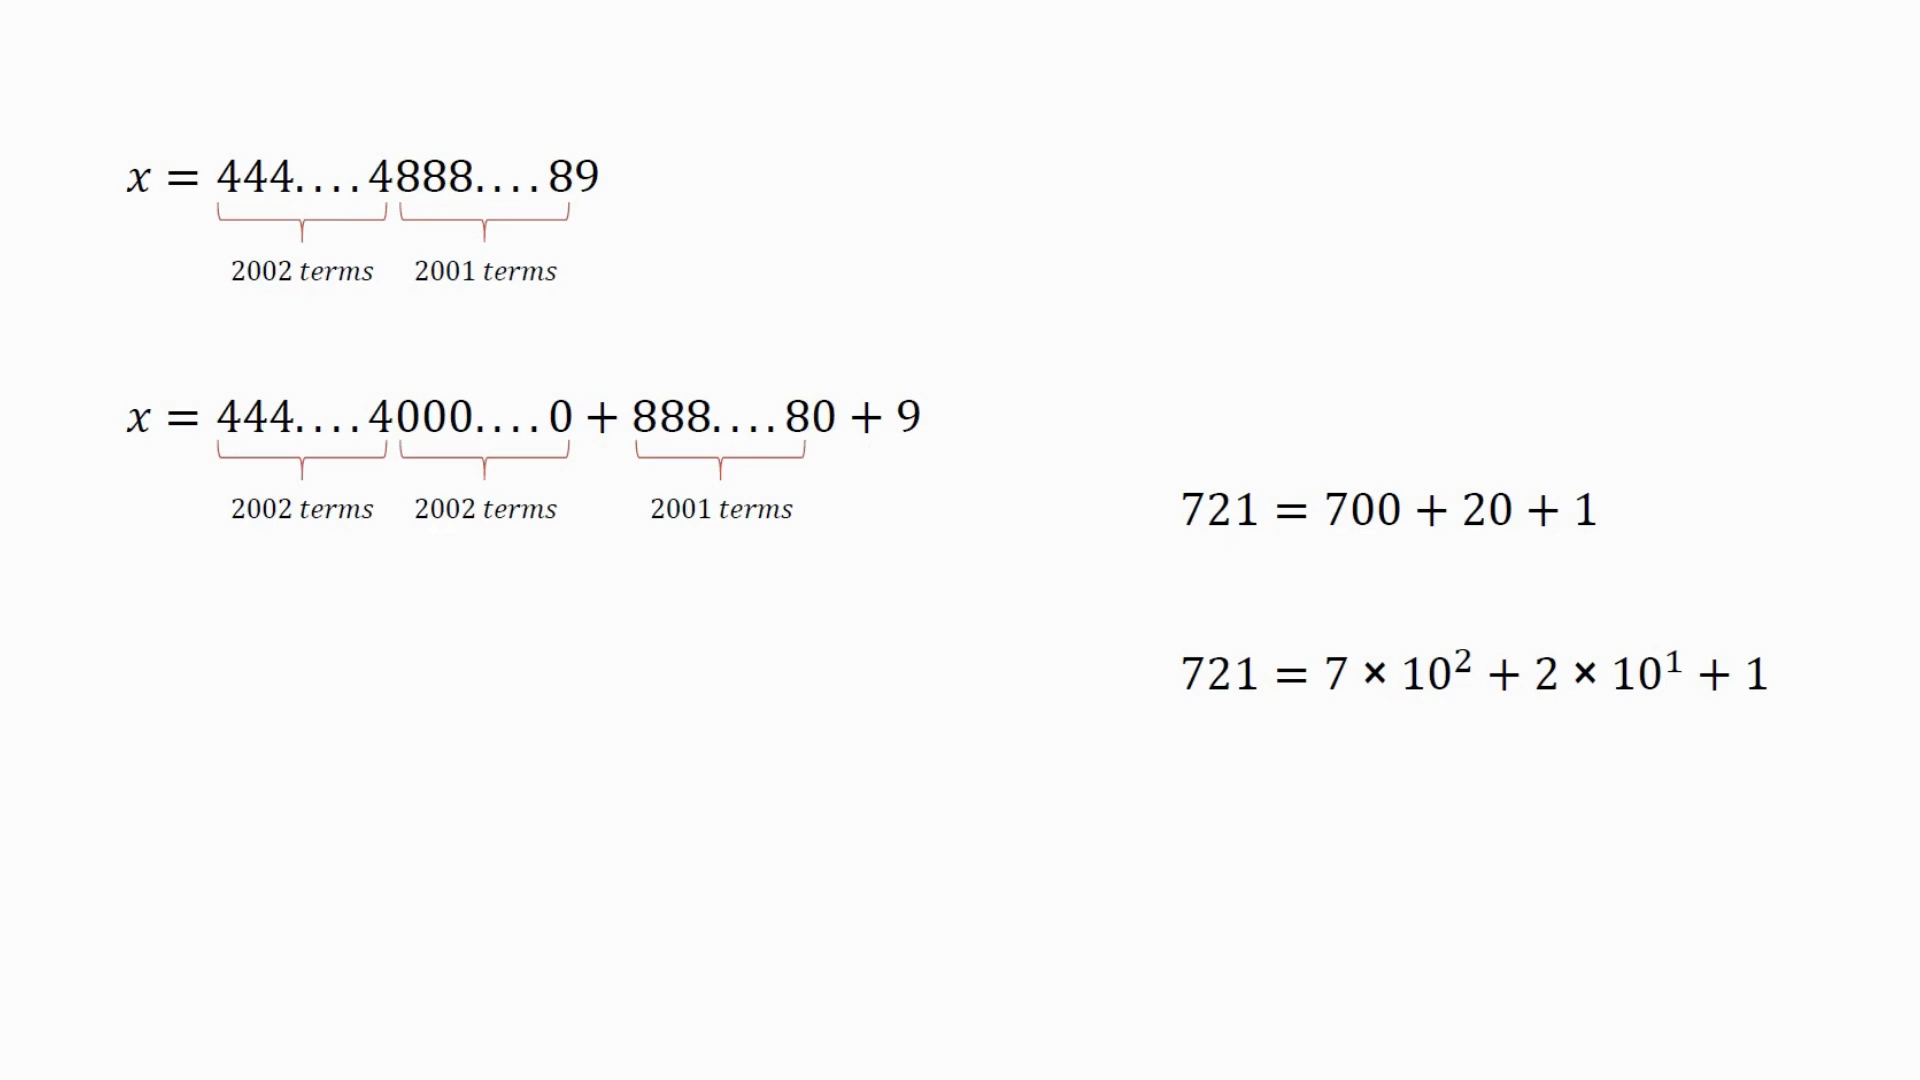 x = 444....4888....89
2002 terms 2001 terms
x = 444....4000....0 + 888....80 + 9
2002 terms 2002 terms 2001 terms
721 = 700 + 20 + 1
721 = 7 × 10² + 2 × 10¹ + 1